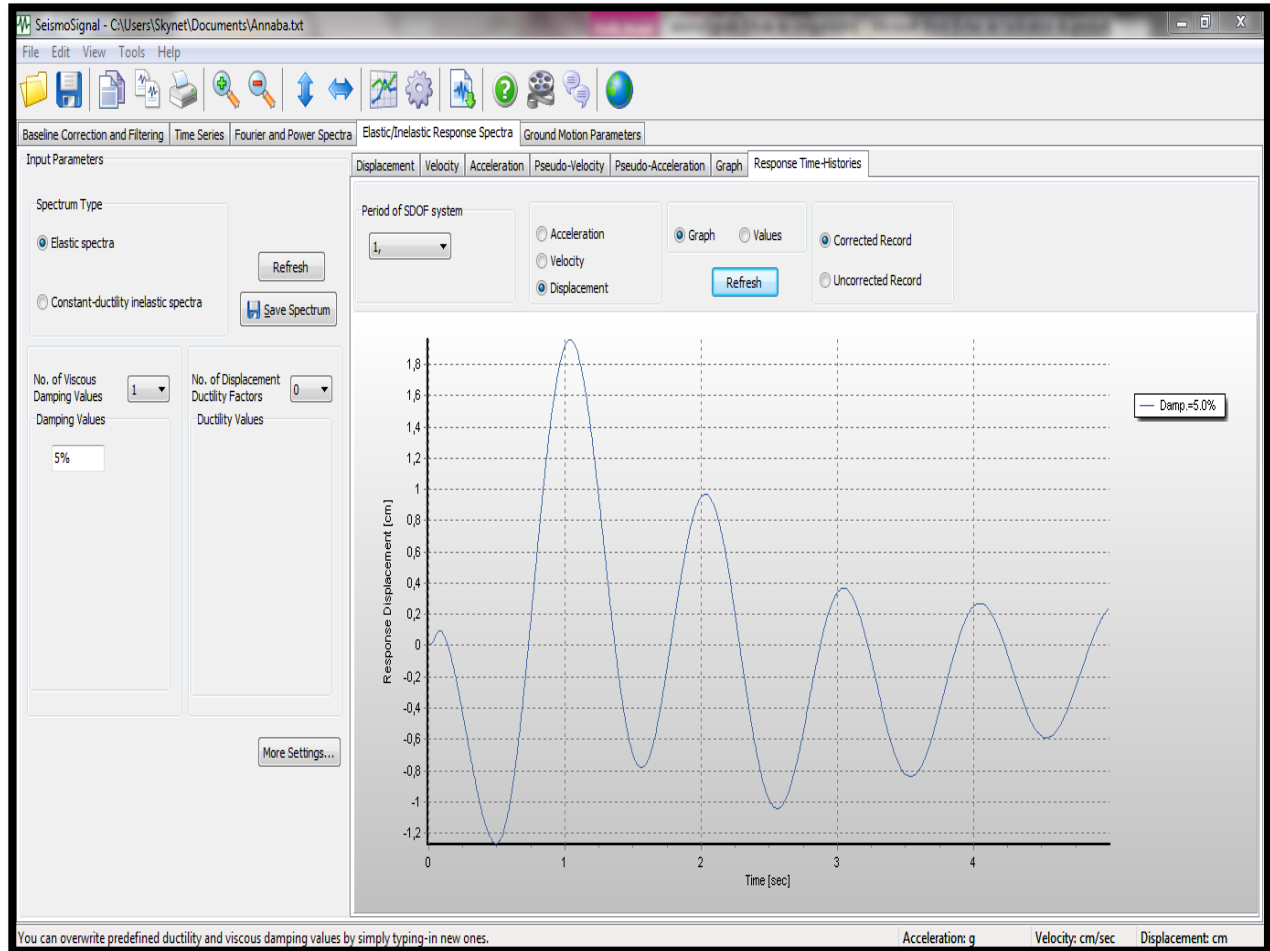 SeismoSignal - C:\Users\Skynet\Documents\Annaba.txt
File Edit View Tools Help
Baseline Correction and Filtering Time Series Fourier and Power Spectra Elastic/Inelastic Response Spectra Ground Motion Parameters
Input Parameters
Spectrum Type
Elastic spectra
Constant-ductility inelastic spectra
Refresh
Save Spectrum
No. of Viscous
Damping Values
1
No. of Displacement
Ductility Factors
0
Damping Values
5%
Ductility Values
More Settings...
Displacement Velocity Acceleration Pseudo-Velocity Pseudo-Acceleration Graph Response Time-Histories
Period of SDOF system
1,
Acceleration
Velocity
Displacement
Graph Values
Refresh
Corrected Record
Uncorrected Record
Response Displacement [cm]
1,8
1,6
1,4
1,2
1
0,8
0,6
0,4
0,2
0
-0,2
-0,4
-0,6
-0,8
-1
-1,2
0 1 2 3 4
Time [sec]
Damp.=5.0%
You can overwrite predefined ductility and viscous damping values by simply typing-in new ones.
Acceleration: g Velocity: cm/sec Displacement: cm